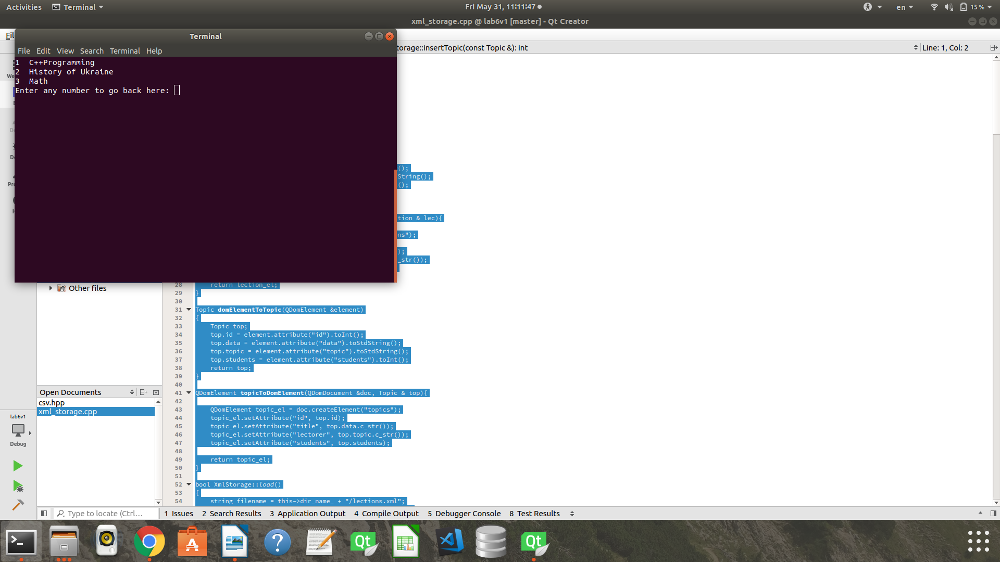 Activities Terminal Fri May 31, 11:11:47 en 15%
xml_storage.cpp @ lab6v1 [master] - Qt Creator
Terminal
File Edit View Search Terminal Help
torage::insertTopic(const Topic &): int Line: 1, Col: 2
1 C++Programming
2 History of Ukraine
3 Math
Enter any number to go back here:
();
String();
();
tion & lec){
ns");
);
_str());
Other files
28 return lection_el;
29 }
30
31 Topic domElementToTopic(QDomElement &element)
32 {
33 Topic top;
34 top.id = element.attribute("id").toInt();
35 top.data = element.attribute("data").toStdString();
36 top.topic = element.attribute("topic").toStdString();
37 top.students = element.attribute("students").toInt();
38 return top;
39 }
40
41 QDomElement topicToDomElement(QDomDocument &doc, Topic & top){
42
43 QDomElement topic_el = doc.createElement("topics");
44 topic_el.setAttribute("id", top.id);
45 topic_el.setAttribute("title", top.data.c_str());
46 topic_el.setAttribute("lectorer", top.topic.c_str());
47 topic_el.setAttribute("students", top.students);
48
49 return topic_el;
50 }
51
52 bool XmlStorage::load()
53 {
54 string filename = this->dir_name_ + "/lections.xml";
Open Documents
csv.hpp
xml_storage.cpp
lab6v1
Debug
Type to locate (Ctrl... 1 Issues 2 Search Results 3 Application Output 4 Compile Output 5 Debugger Console 8 Test Results
Qt Qt